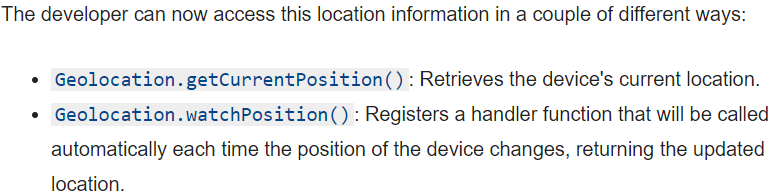 The developer can now access this location information in a couple of different ways:
• Geolocation.getCurrentPosition(): Retrieves the device's current location.
• Geolocation.watchPosition(): Registers a handler function that will be called
automatically each time the position of the device changes, returning the updated
location.